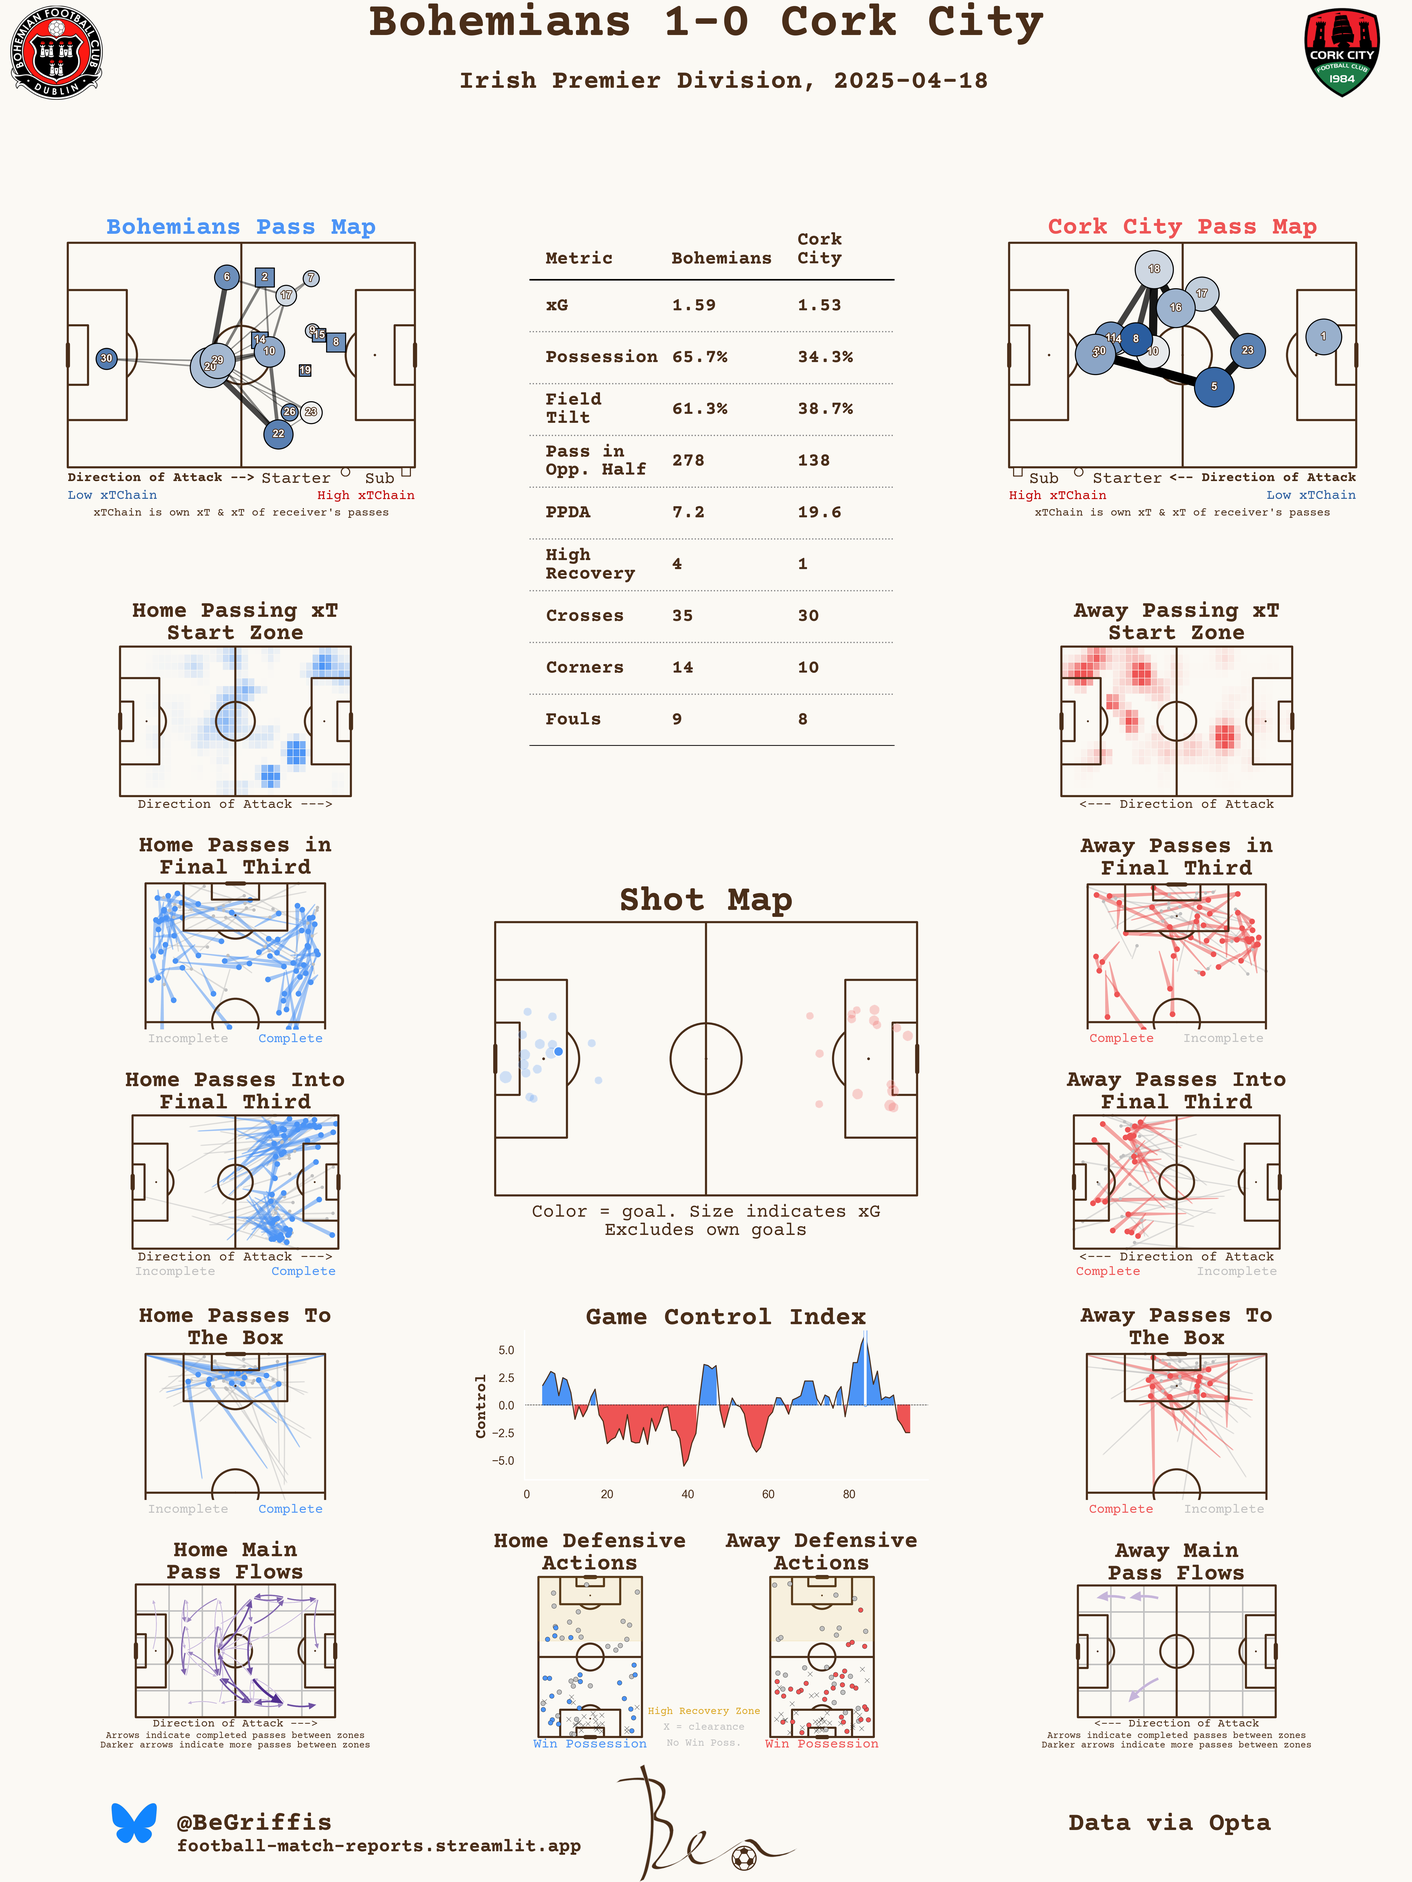 Bohemians 1-0 Cork City
Irish Premier Division, 2025-04-18
BOHEMIAN FOOTBALL CLUB
DUBLIN
CORK CITY
FOOTBALL CLUB
1984
Bohemians Pass Map
6
2
7
17
14
9
15
8
10
30
29
20
19
26
23
22
Direction of Attack --> Starter Sub
Low xTChain High xTChain
xTChain is own xT & xT of receiver's passes
Metric Bohemians Cork City
xG 1.59 1.53
Possession 65.7% 34.3%
Field Tilt 61.3% 38.7%
Pass in Opp. Half 278 138
PPDA 7.2 19.6
High Recovery 4 1
Crosses 35 30
Corners 14 10
Fouls 9 8
Cork City Pass Map
18
17
16
11
8
10
23
1
5
Sub Starter <-- Direction of Attack
High xTChain Low xTChain
xTChain is own xT & xT of receiver's passes
Home Passing xT
Start Zone
Direction of Attack --->
Away Passing xT
Start Zone
<--- Direction of Attack
Home Passes in
Final Third
Incomplete Complete
Away Passes in
Final Third
Complete Incomplete
Shot Map
Color = goal. Size indicates xG
Excludes own goals
Home Passes Into
Final Third
Direction of Attack --->
Incomplete Complete
Away Passes Into
Final Third
<--- Direction of Attack
Complete Incomplete
Home Passes To
The Box
Incomplete Complete
Game Control Index
Control
5.0
2.5
0.0
−2.5
−5.0
0 20 40 60 80
Away Passes To
The Box
Complete Incomplete
Home Main
Pass Flows
Direction of Attack --->
Arrows indicate completed passes between zones
Darker arrows indicate more passes between zones
Home Defensive
Actions
Win Possession
High Recovery Zone
X = clearance
No Win Poss.
Away Defensive
Actions
Win Possession
Away Main
Pass Flows
<--- Direction of Attack
Arrows indicate completed passes between zones
Darker arrows indicate more passes between zones
@BeGriffis
football-match-reports.streamlit.app
Ben
Data via Opta